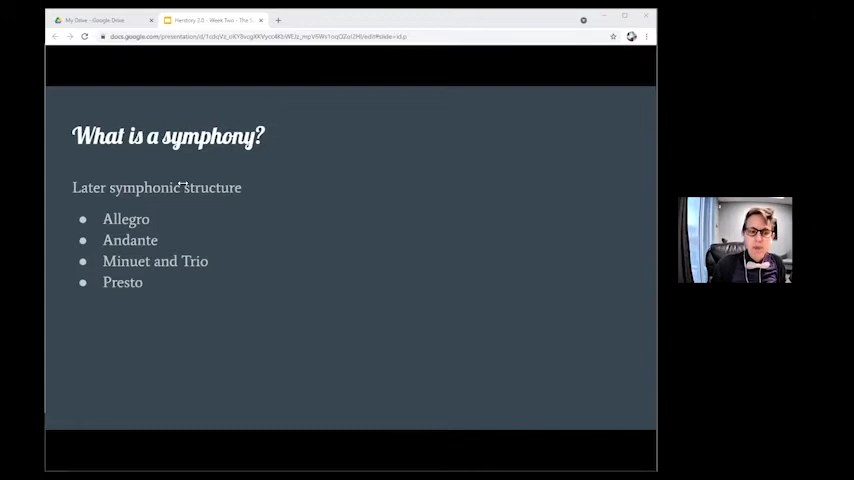 My Drive - Google Drive
Herstory 2.0 - Week Two - The
What is a symphony?
Later symphonic structure
● Allegro
● Andante
● Minuet and Trio
● Presto